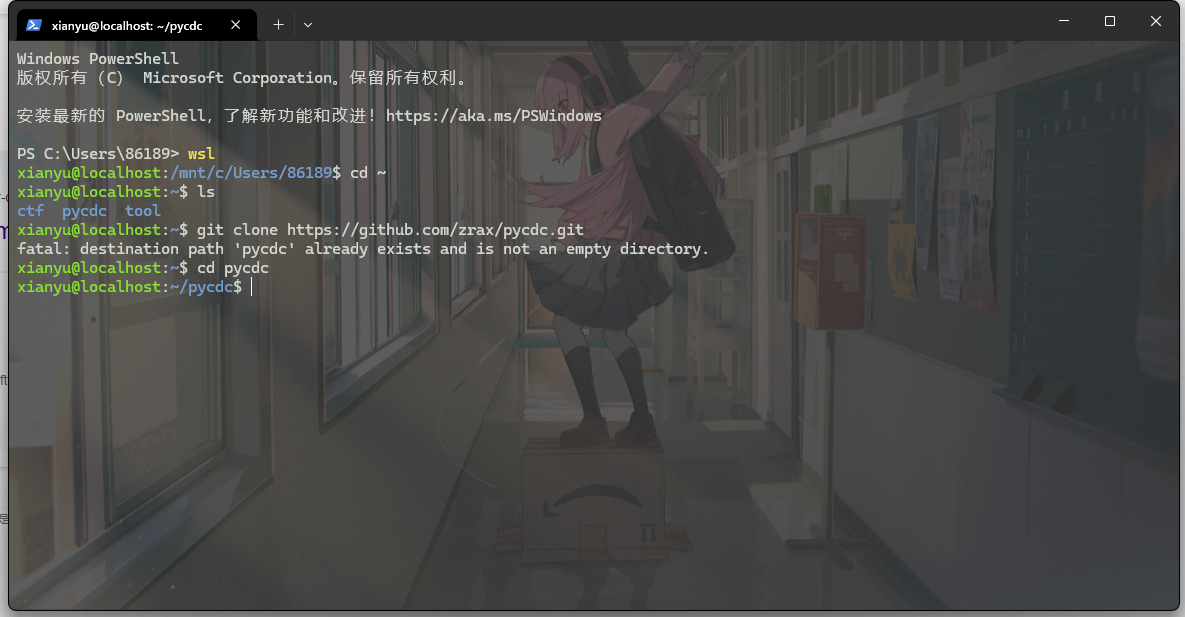 xianyu@localhost: ~/pycdc
Windows PowerShell
版权所有（C） Microsoft Corporation。保留所有权利。
安装最新的 PowerShell，了解新功能和改进！https://aka.ms/PSWindows
PS C:\Users\86189> wsl
xianyu@localhost:/mnt/c/Users/86189$ cd ~
xianyu@localhost:~$ ls
ctf  pycdc  tool
xianyu@localhost:~$ git clone https://github.com/zrax/pycdc.git
fatal: destination path 'pycdc' already exists and is not an empty directory.
xianyu@localhost:~$ cd pycdc
xianyu@localhost:~/pycdc$